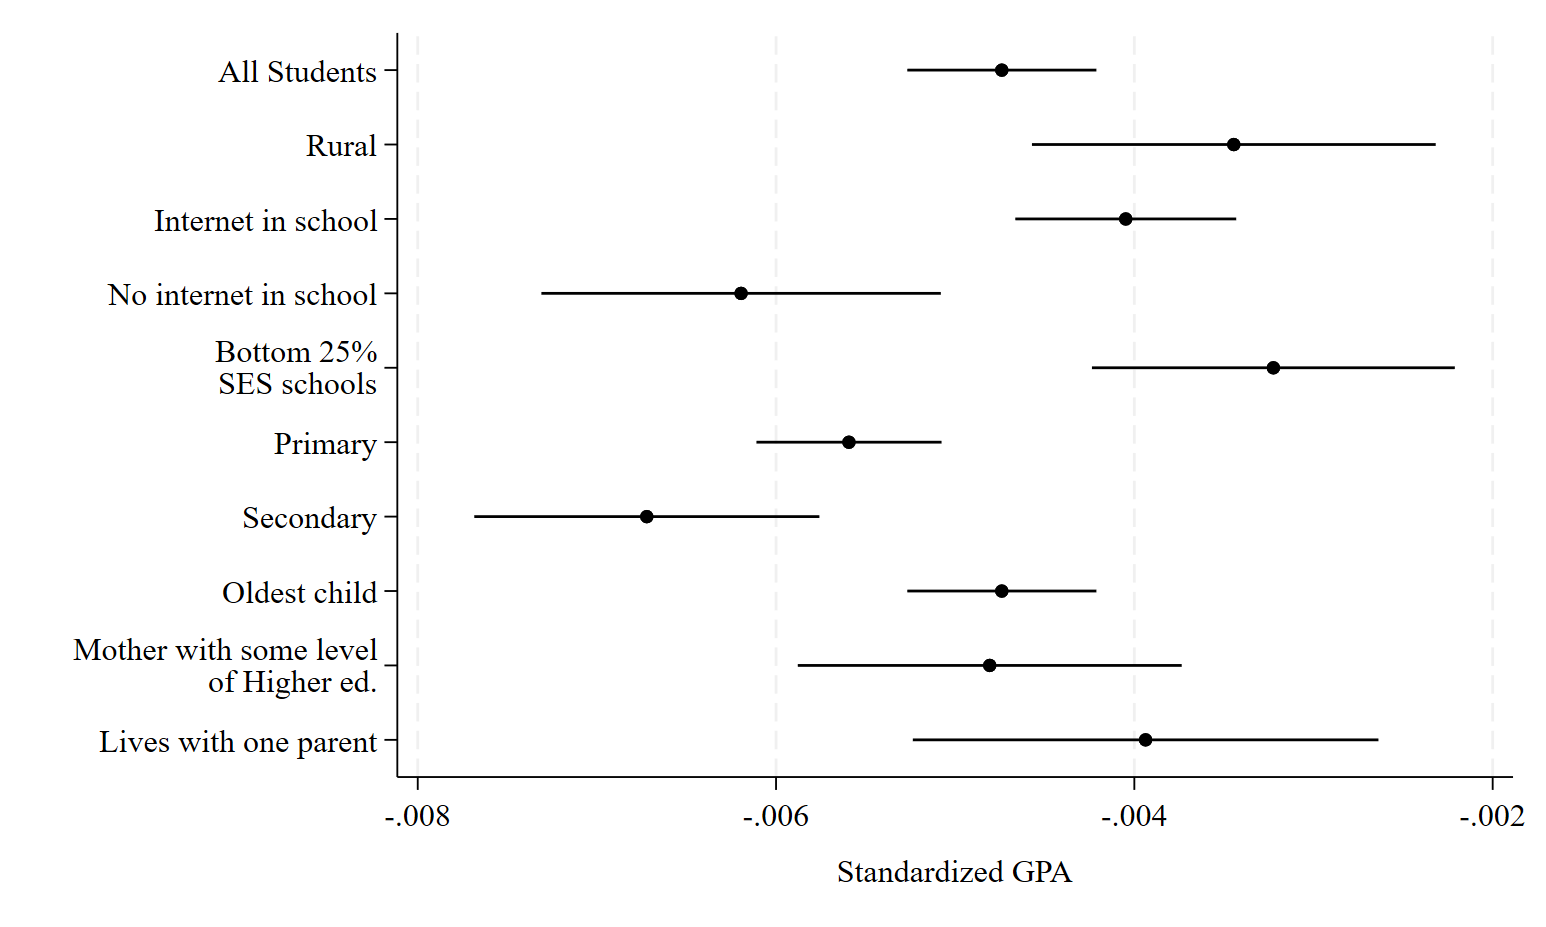 All Students
Rural
Internet in school
No internet in school
Bottom 25%
SES schools
Primary
Secondary
Oldest child
Mother with some level
of Higher ed.
Lives with one parent
-.008 -.006 -.004 -.002
Standardized GPA